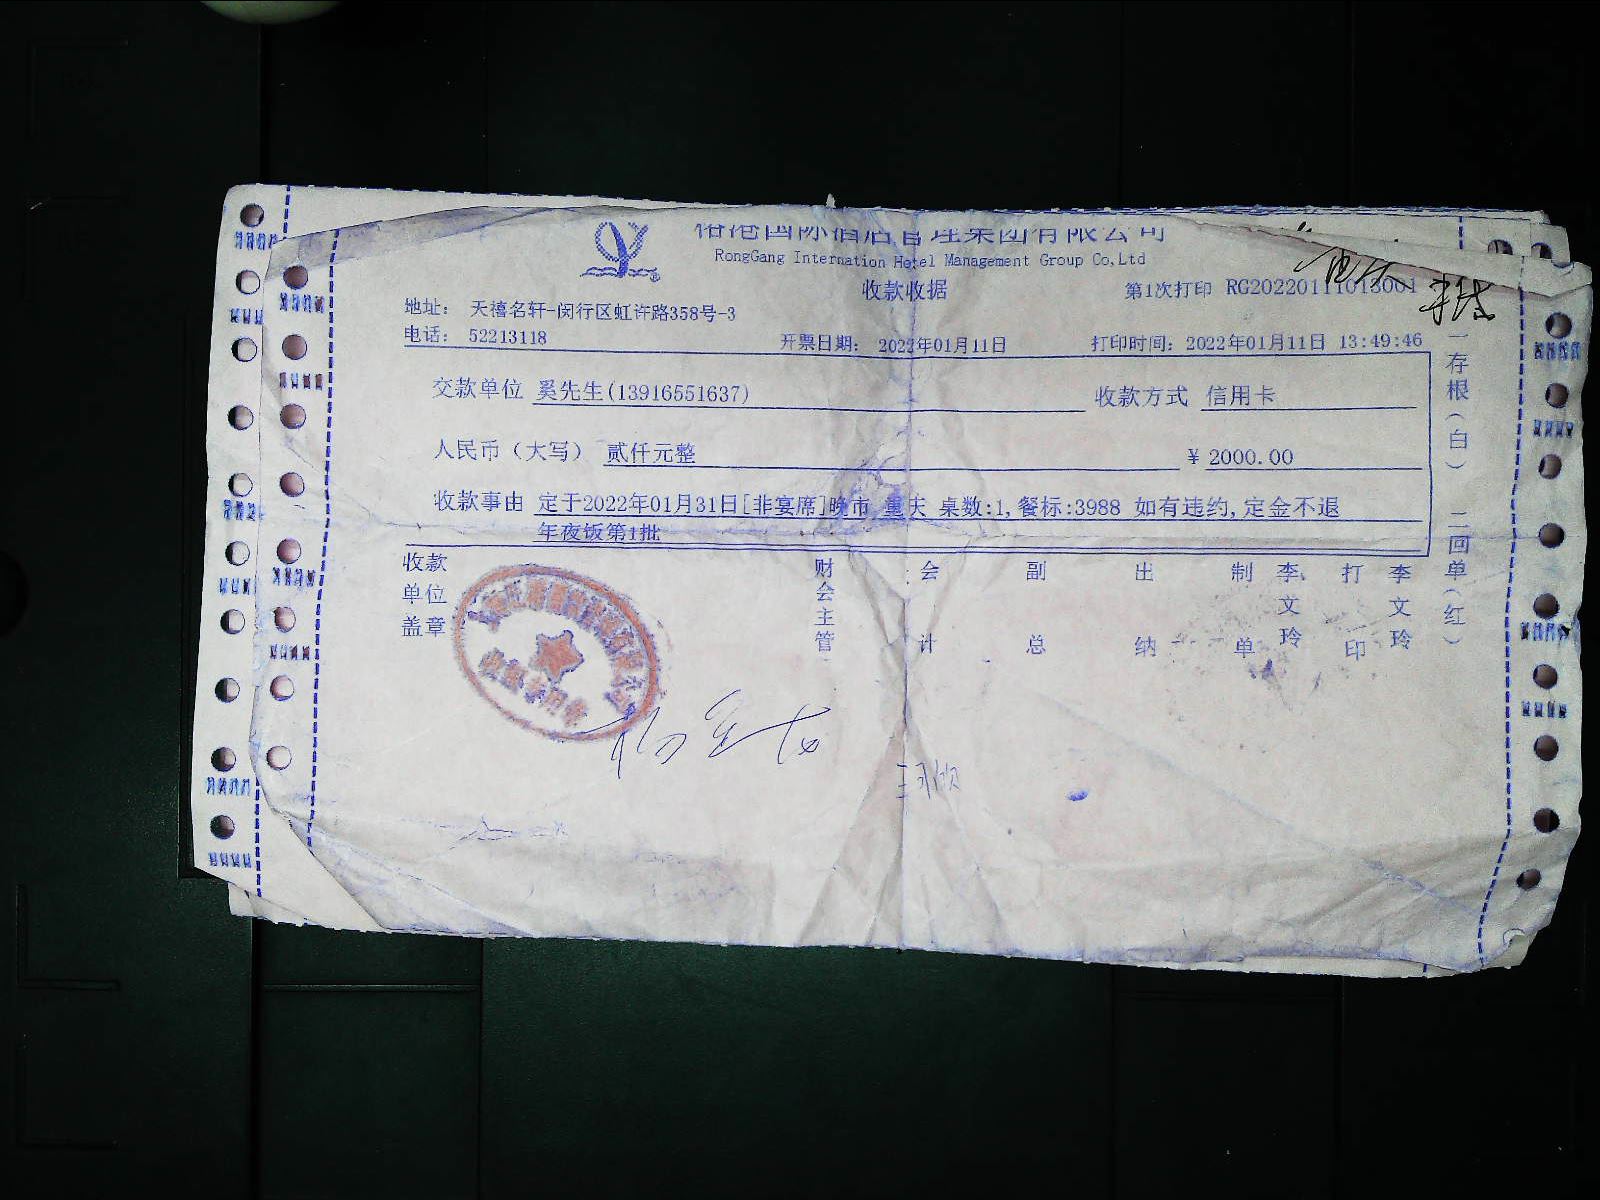 榕港国际酒店管理集团有限公司
RongGang Internation Hotel Management Group Co,Ltd
收款收据
第1次打印 RG20220111013001
地址： 天禧名轩-闵行区虹许路358号-3
电话： 52213118
开票日期： 2022年01月11日
打印时间：2022年01月11日 13:49:46
交款单位 奚先生(13916551637)
收款方式 信用卡
人民币（大写） 贰仟元整
¥ 2000.00
收款事由 定于2022年01月31日[非宴席]晚市 重庆 桌数:1,餐标:3988 如有违约,定金不退
年夜饭第1批
收款单位盖章
财会主管
会计
副总
出纳
制单
李文玲
打印
李文玲
一存根（白） 二回单（红）